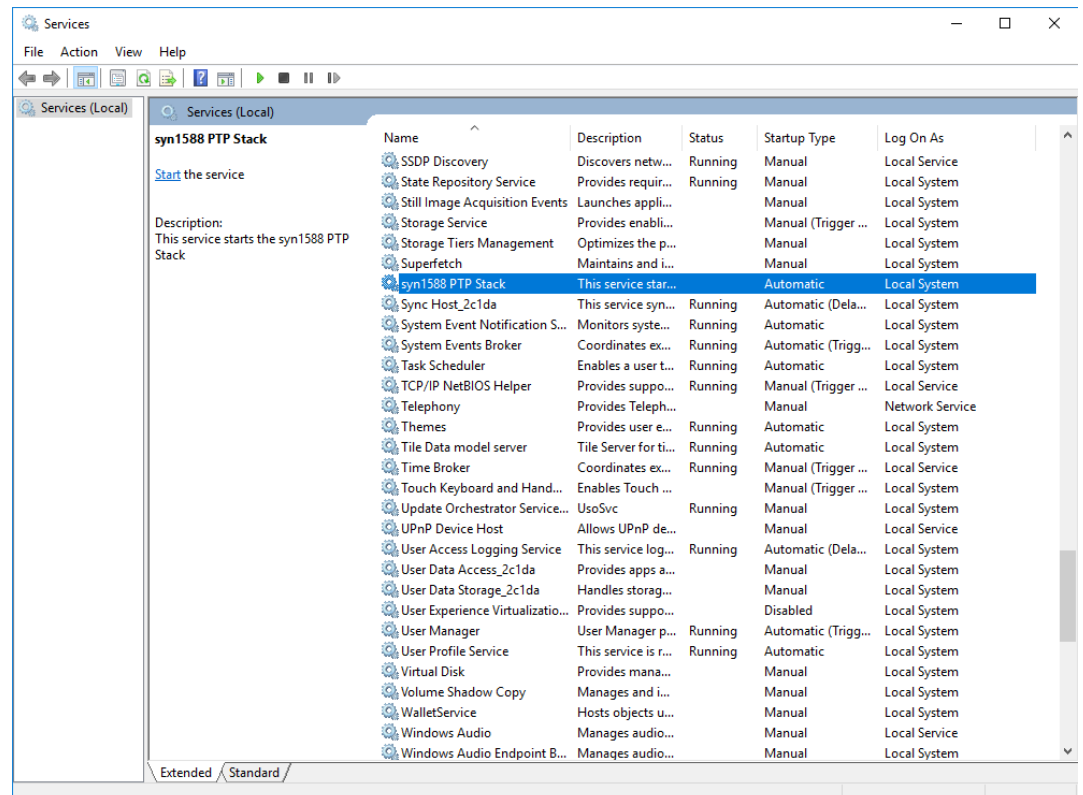 Services
File Action View Help
Services (Local)
Services (Local)
syn1588 PTP Stack
Start the service
Description:
This service starts the syn1588 PTP
Stack
Name Description Status Startup Type Log On As
SSDP Discovery Discovers netw... Running Manual Local Service
State Repository Service Provides requir... Running Manual Local System
Still Image Acquisition Events Launches appli... Manual Local System
Storage Service Provides enabli... Manual (Trigger ... Local System
Storage Tiers Management Optimizes the p... Manual Local System
Superfetch Maintains and i... Manual Local System
syn1588 PTP Stack This service star... Automatic Local System
Sync Host_2c1da This service syn... Running Automatic (Dela... Local System
System Event Notification S... Monitors syste... Running Automatic Local System
System Events Broker Coordinates ex... Running Automatic (Trigg... Local System
Task Scheduler Enables a user t... Running Automatic Local System
TCP/IP NetBIOS Helper Provides suppo... Running Manual (Trigger ... Local Service
Telephony Provides Teleph... Manual Network Service
Themes Provides user e... Running Automatic Local System
Tile Data model server Tile Server for ti... Running Automatic Local System
Time Broker Coordinates ex... Running Manual (Trigger ... Local Service
Touch Keyboard and Hand... Enables Touch ... Manual (Trigger ... Local System
Update Orchestrator Service... UsoSvc Running Manual Local System
UPnP Device Host Allows UPnP de... Manual Local Service
User Access Logging Service This service log... Running Automatic (Dela... Local System
User Data Access_2c1da Provides apps a... Manual Local System
User Data Storage_2c1da Handles storag... Manual Local System
User Experience Virtualizatio... Provides suppo... Disabled Local System
User Manager User Manager p... Running Automatic (Trigg... Local System
User Profile Service This service is r... Running Automatic Local System
Virtual Disk Provides mana... Manual Local System
Volume Shadow Copy Manages and i... Manual Local System
WalletService Hosts objects u... Manual Local System
Windows Audio Manages audio... Manual Local Service
Windows Audio Endpoint B... Manages audio... Manual Local System
Extended Standard